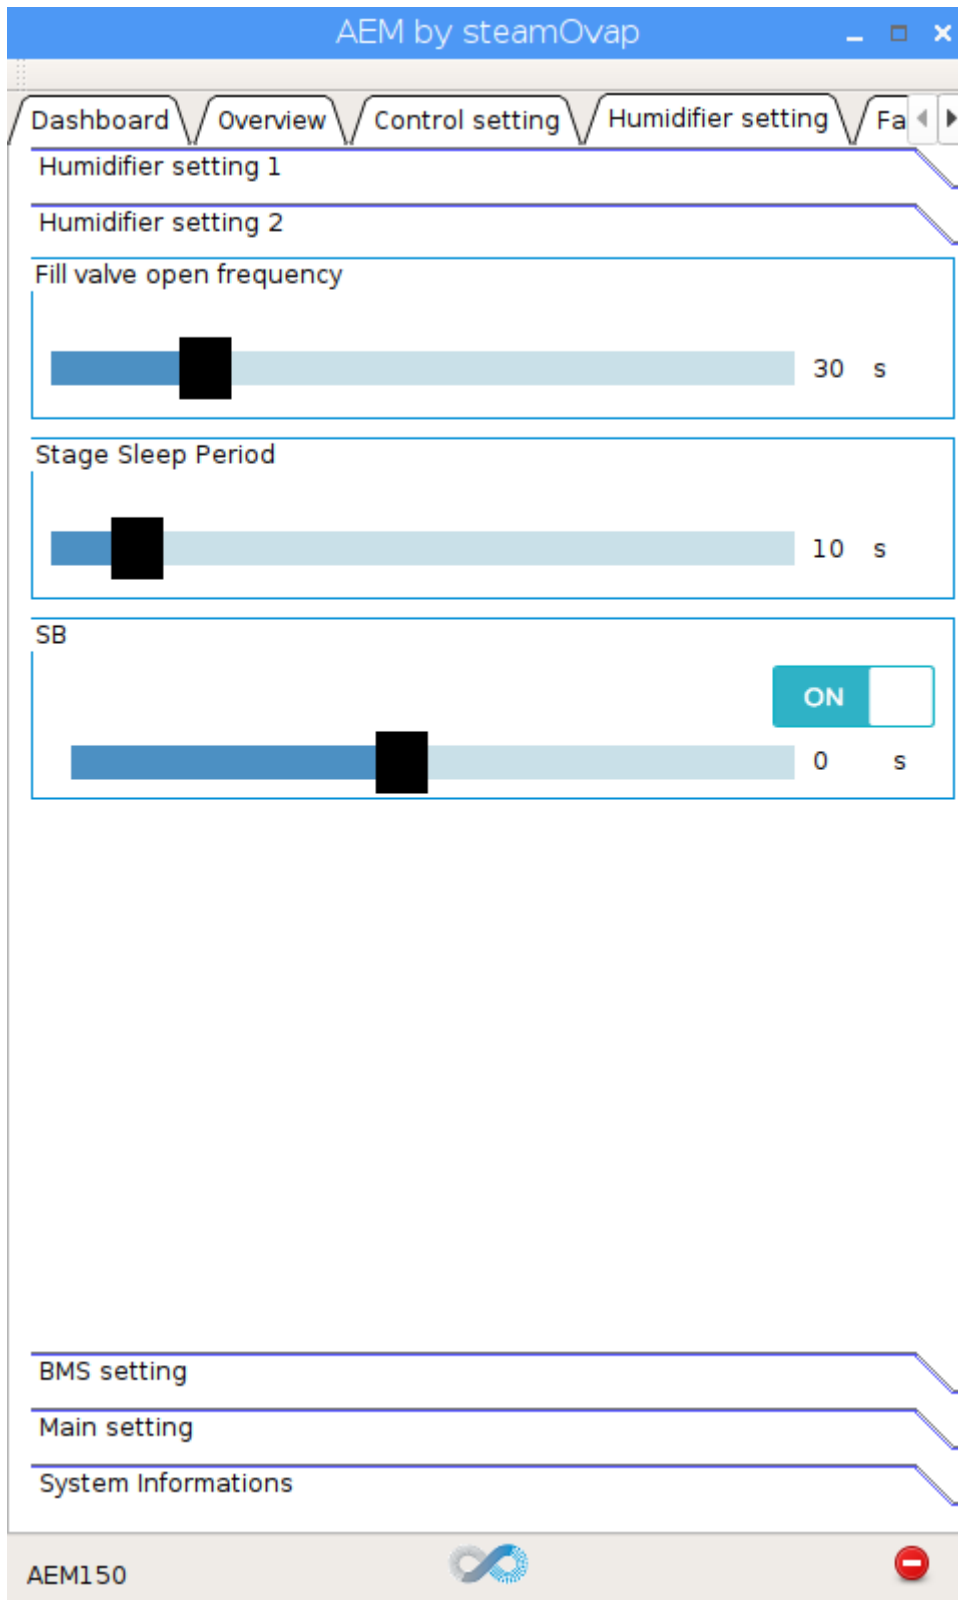 AEM by steamOvap
Dashboard Overview Control setting Humidifier setting Fa
Humidifier setting 1
Humidifier setting 2
Fill valve open frequency
30 s
Stage Sleep Period
10 s
SB
ON
0 s
BMS setting
Main setting
System Informations
AEM150